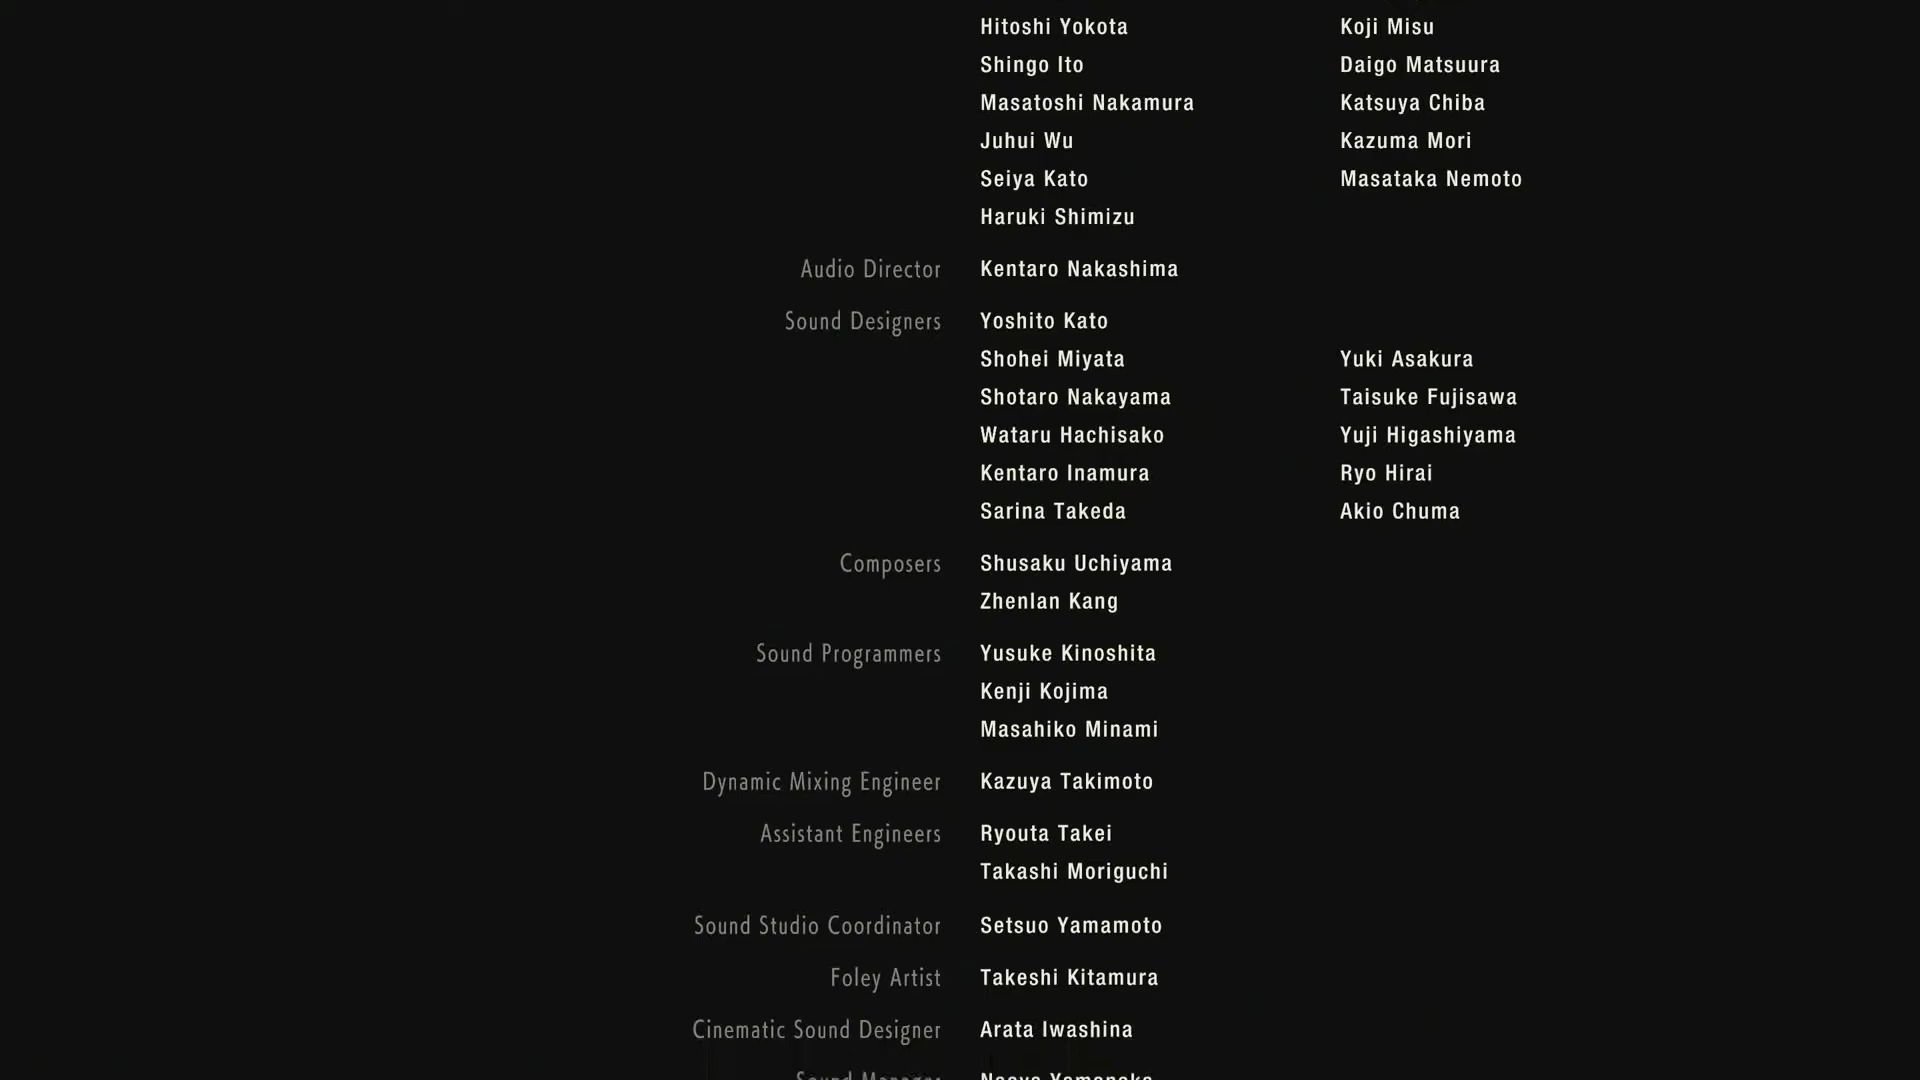 Hitoshi Yokota Koji Misu
Shingo Ito Daigo Matsuura
Masatoshi Nakamura Katsuya Chiba
Juhui Wu Kazuma Mori
Seiya Kato Masataka Nemoto
Haruki Shimizu
Audio Director Kentaro Nakashima
Sound Designers Yoshito Kato
Shohei Miyata Yuki Asakura
Shotaro Nakayama Taisuke Fujisawa
Wataru Hachisako Yuji Higashiyama
Kentaro Inamura Ryo Hirai
Sarina Takeda Akio Chuma
Composers Shusaku Uchiyama
Zhenlan Kang
Sound Programmers Yusuke Kinoshita
Kenji Kojima
Masahiko Minami
Dynamic Mixing Engineer Kazuya Takimoto
Assistant Engineers Ryouta Takei
Takashi Moriguchi
Sound Studio Coordinator Setsuo Yamamoto
Foley Artist Takeshi Kitamura
Cinematic Sound Designer Arata Iwashina
Sound Manager